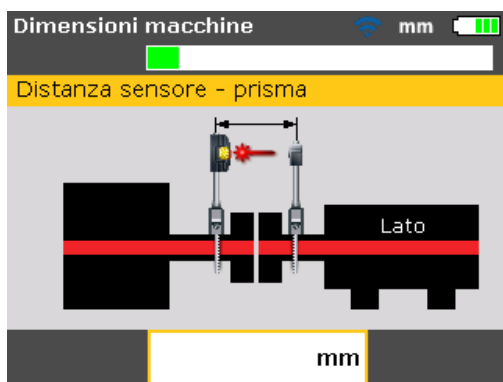 Dimensioni macchine mm
Distanza sensore - prisma
Lato
mm